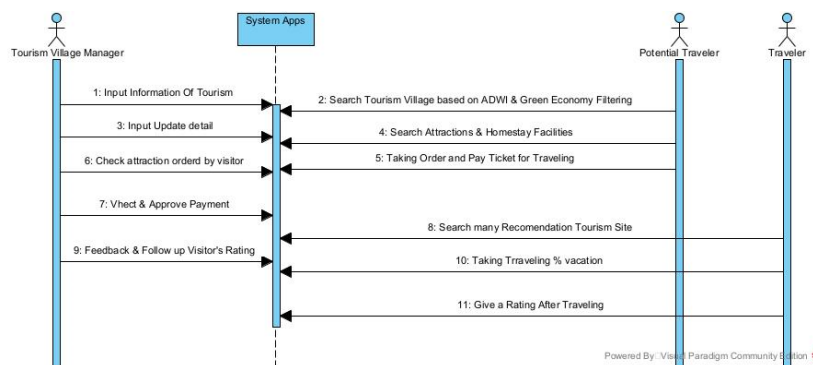 System Apps
Tourism Village Manager
Potential Traveler
Traveler
1: Input Information Of Tourism
2: Search Tourism Village based on ADWI & Green Economy Filtering
3: Input Update detail
4: Search Attractions & Homestay Facilities
5: Taking Order and Pay Ticket for Traveling
6: Check attraction orderd by visitor
7: Vhect & Approve Payment
8: Search many Recomendation Tourism Site
9: Feedback & Follow up Visitor's Rating
10: Taking Trraveling % vacation
11: Give a Rating After Traveling
Powered By Visual Paradigm Community Edition